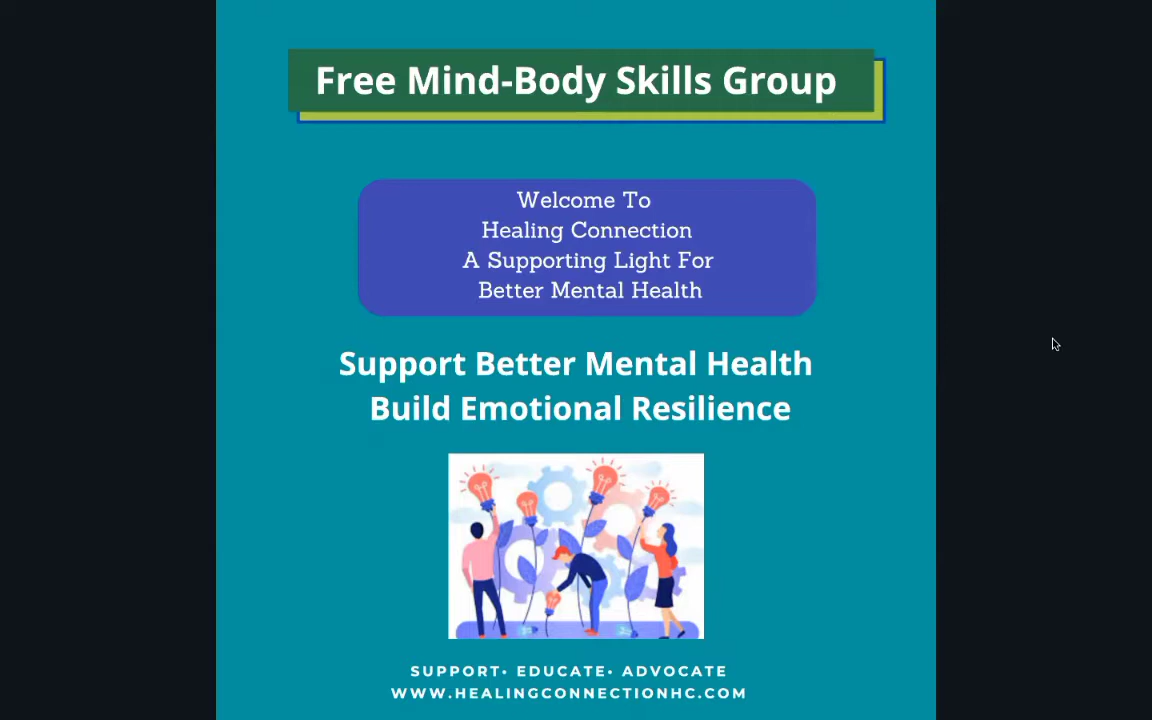 Free Mind-Body Skills Group
Welcome To
Healing Connection
A Supporting Light For
Better Mental Health
Support Better Mental Health
Build Emotional Resilience
SUPPORT• EDUCATE• ADVOCATE
WWW.HEALINGCONNECTIONHC.COM